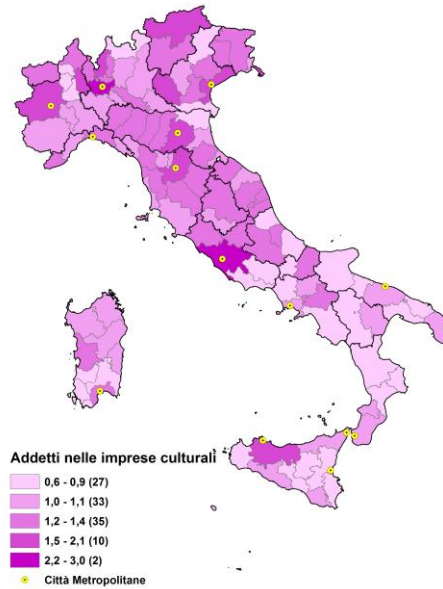 Addetti nelle imprese culturali
0,6 - 0,9 (27)
1,0 - 1,1 (33)
1,2 - 1,4 (35)
1,5 - 2,1 (10)
2,2 - 3,0 (2)
Città Metropolitane